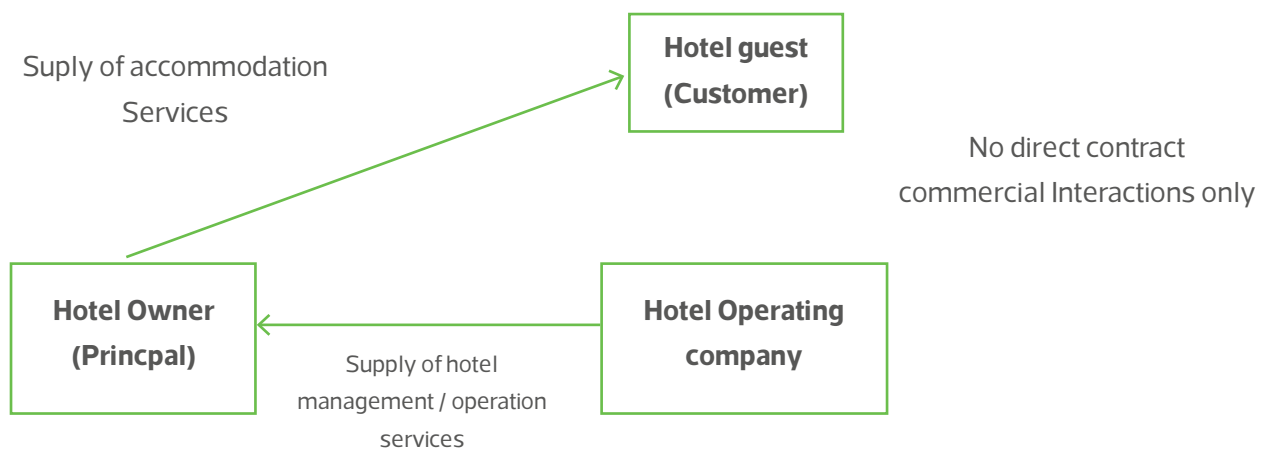 Suply of accommodation
Services
Hotel guest
(Customer)
No direct contract
commercial Interactions only
Hotel Owner
(Princpal)
Supply of hotel
management / operation
services
Hotel Operating
company